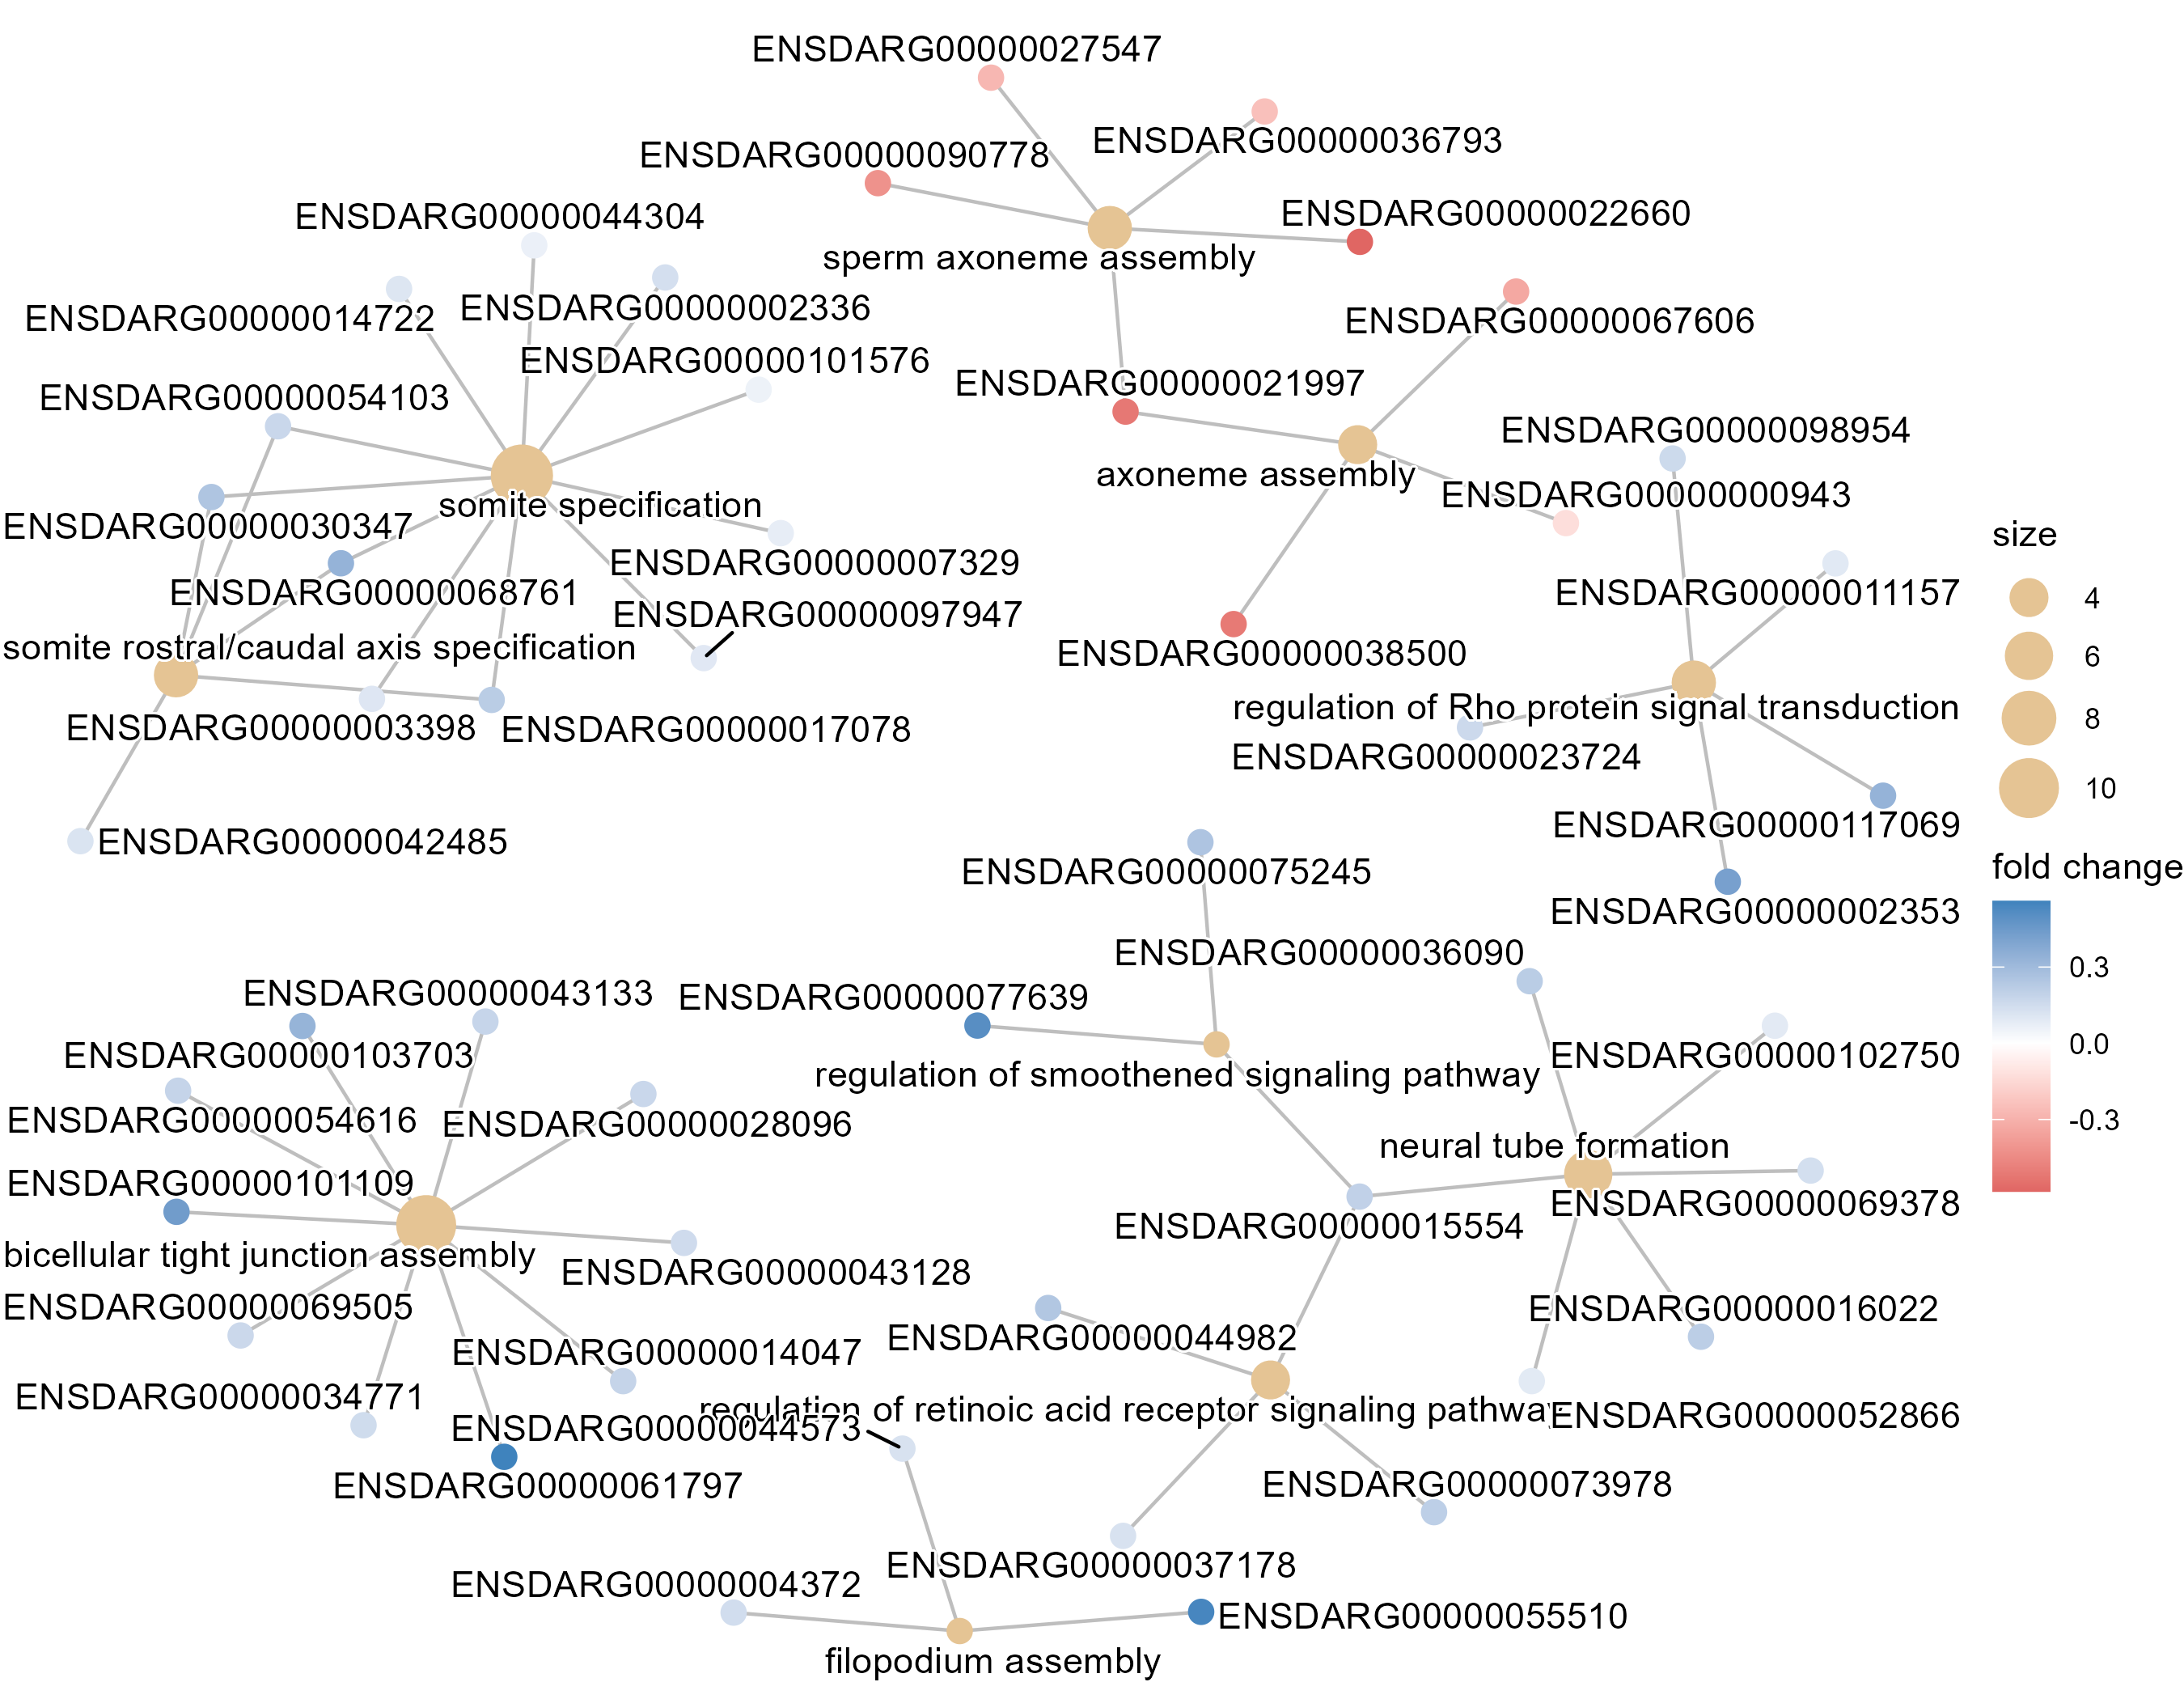 ENSDARG00000027547
ENSDARG00000036793
ENSDARG00000090778
ENSDARG00000044304
ENSDARG00000022660
sperm axoneme assembly
ENSDARG00000014722
ENSDARG00000002336
ENSDARG00000067606
ENSDARG00000101576
ENSDARG00000021997
ENSDARG00000054103
ENSDARG00000098954
axoneme assembly
ENSDARG00000000943
somite specification
ENSDARG00000030347
ENSDARG00000007329
ENSDARG00000068761
ENSDARG00000011157
ENSDARG00000097947
somite rostral/caudal axis specification
ENSDARG00000038500
regulation of Rho protein signal transduction
ENSDARG00000003398
ENSDARG00000017078
ENSDARG00000023724
ENSDARG00000117069
ENSDARG00000042485
ENSDARG00000075245
ENSDARG00000002353
ENSDARG00000036090
ENSDARG00000043133
ENSDARG00000077639
ENSDARG00000103703
ENSDARG00000102750
regulation of smoothened signaling pathway
ENSDARG00000054616
ENSDARG00000028096
neural tube formation
ENSDARG00000101109
ENSDARG00000069378
ENSDARG00000015554
bicellular tight junction assembly
ENSDARG00000043128
ENSDARG00000069505
ENSDARG00000016022
ENSDARG00000044982
ENSDARG00000014047
ENSDARG00000034771
regulation of retinoic acid receptor signaling pathway
ENSDARG00000052866
ENSDARG00000044573
ENSDARG00000061797
ENSDARG00000073978
ENSDARG00000037178
ENSDARG00000004372
ENSDARG00000055510
filopodium assembly
size
4
6
8
10
fold change
0.3
0.0
-0.3